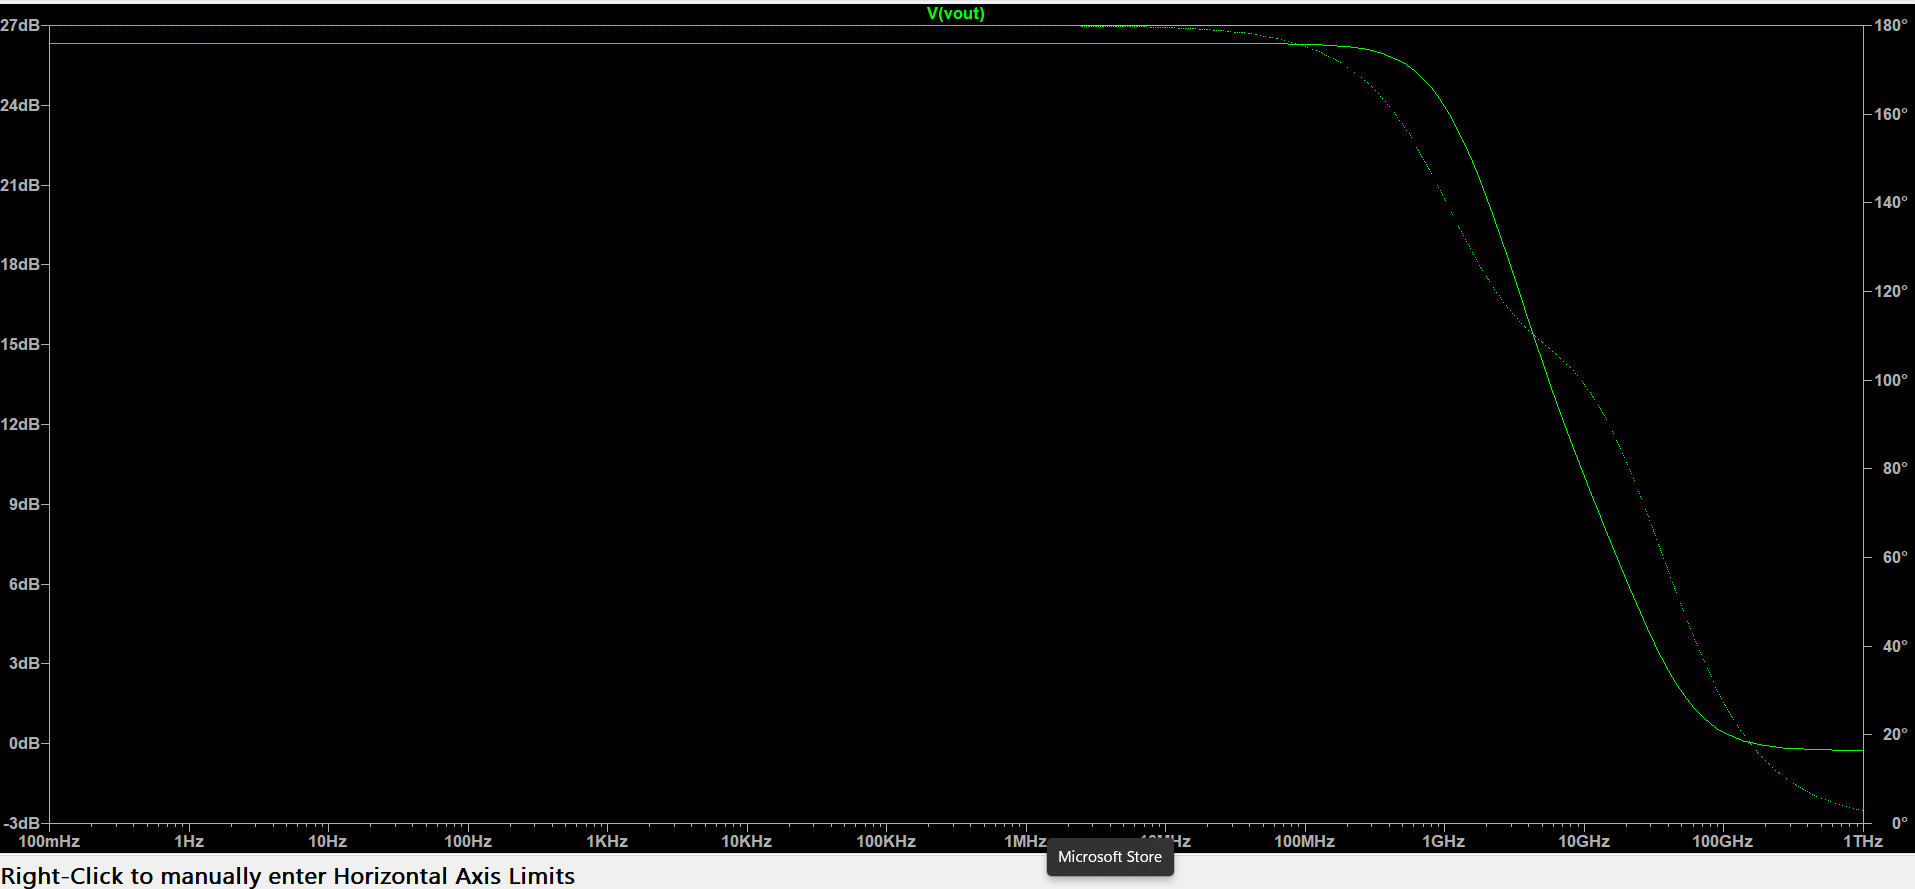 V(vout)
27dB
24dB
21dB
18dB
15dB
12dB
9dB
6dB
3dB
0dB
-3dB
180°
160°
140°
120°
100°
80°
60°
40°
20°
0°
100mHz 1Hz 10Hz 100Hz 1KHz 10KHz 100KHz 1MHz 10MHz 100MHz 1GHz 10GHz 100GHz 1THz
Microsoft Store
Right-Click to manually enter Horizontal Axis Limits